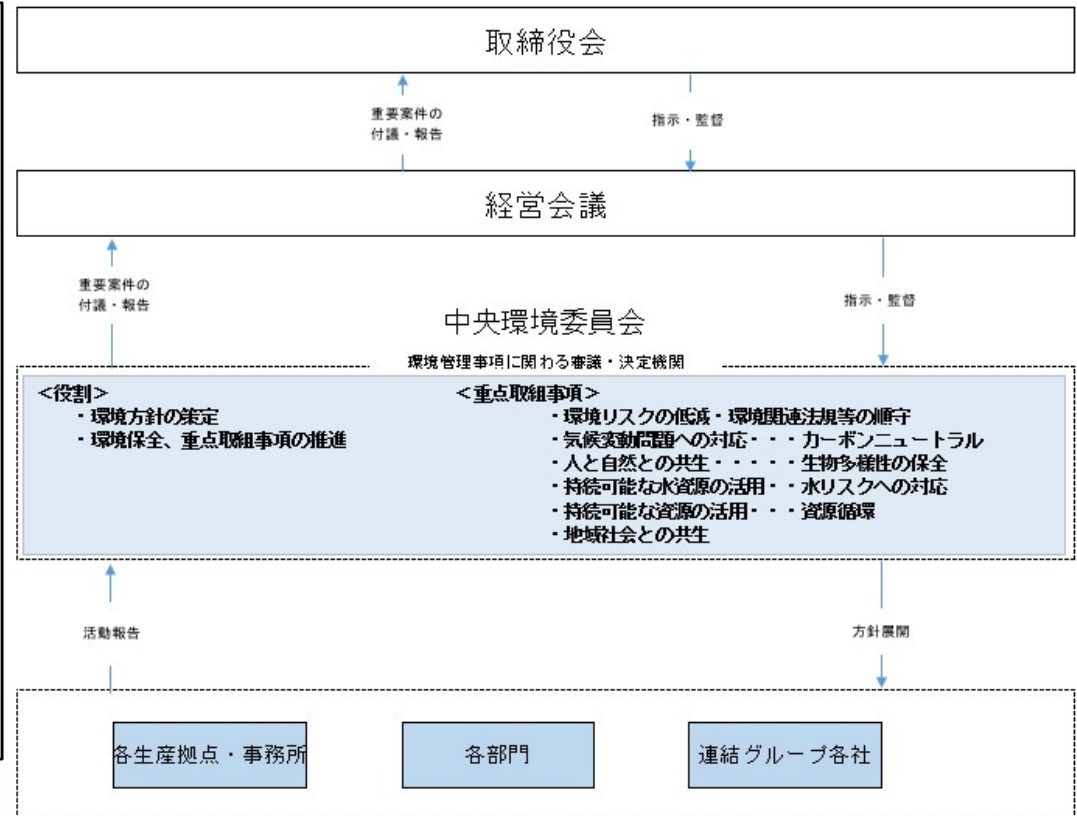 取締役会
重要案件の
付議・報告
指示・監督
経営会議
重要案件の
付議・報告
指示・監督
中央環境委員会
環境管理事項に関わる審議・決定機関
＜役割＞
・環境方針の策定
・環境保全、重点取組事項の推進
＜重点取組事項＞
・環境リスクの低減・環境関連法規等の順守
・気候変動問題への対応・・・カーボンニュートラル
・人と自然との共生・・・・・生物多様性の保全
・持続可能な水資源の活用・・水リスクへの対応
・持続可能な資源の活用・・・資源循環
・地域社会との共生
活動報告
方針展開
各生産拠点・事務所
各部門
連結グループ各社